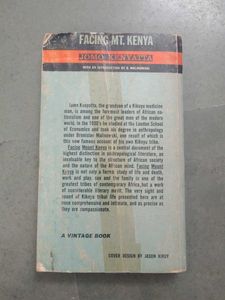 FACING MT. KENYA
JOMO KENYATTA
WITH AN INTRODUCTION BY B. MALINOWSKI
Jomo Kenyatta, the grandson of a Kikuyu medicine
man, is among the foremost leaders of African na-
tionalism and one of the great men of the modern
world. In the 1930's he studied at the London School
of Economics and took his degree in anthropology
under Bronislaw Malinowski, one result of which is
this now famous account of his own Kikuyu tribe.
Facing Mount Kenya is a central document of the
highest distinction in anthropological literature, an
invaluable key to the structure of African society
and the nature of the African mind. Facing Mount
Kenya is not only a formal study of life and death,
work and play, sex and the family in one of the
greatest tribes of contemporary Africa, but a work
of considerable literary merit. The very sight and
sound of Kikuyu tribal life presented here are at
once comprehensive and intimate, and as precise as
they are compassionate.
A VINTAGE BOOK
COVER DESIGN BY JASON KIRBY